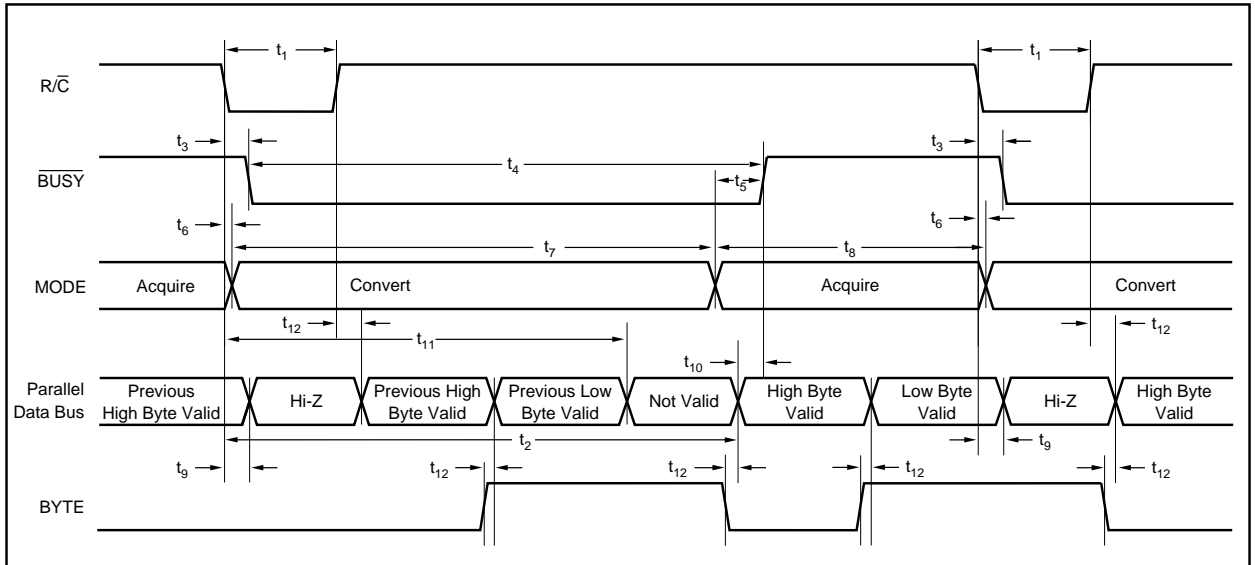 t1 t1
R/C̅
t3 t4 t3
B̅U̅S̅Y̅ t5
t6 t7 t8 t6
MODE Acquire Convert Acquire Convert
t12 t11 t12
t10
Parallel Data Bus
Previous High Byte Valid
Hi-Z
Previous High Byte Valid
Previous Low Byte Valid
Not Valid
High Byte Valid
Low Byte Valid
Hi-Z
High Byte Valid
t2
t9 t12 t12 t12 t9 t12
BYTE